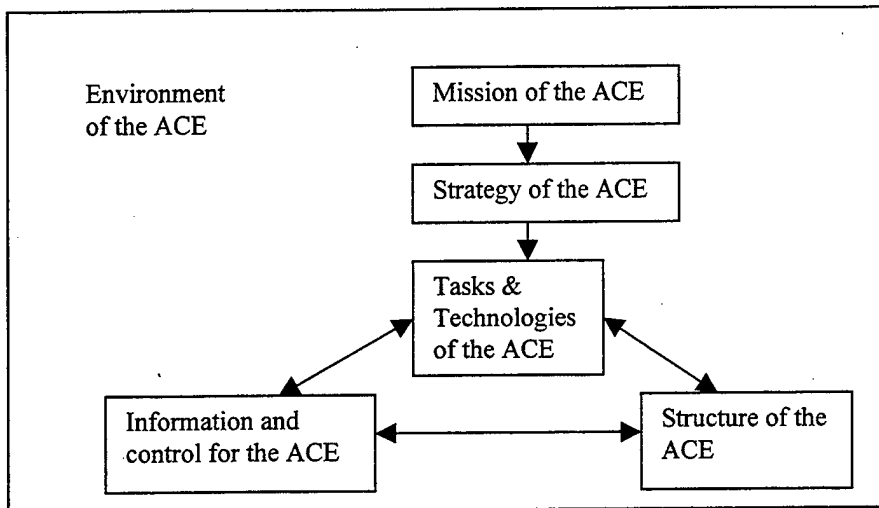 Environment
of the ACE
Mission of the ACE
Strategy of the ACE
Tasks &
Technologies
of the ACE
Information and
control for the ACE
Structure of the
ACE